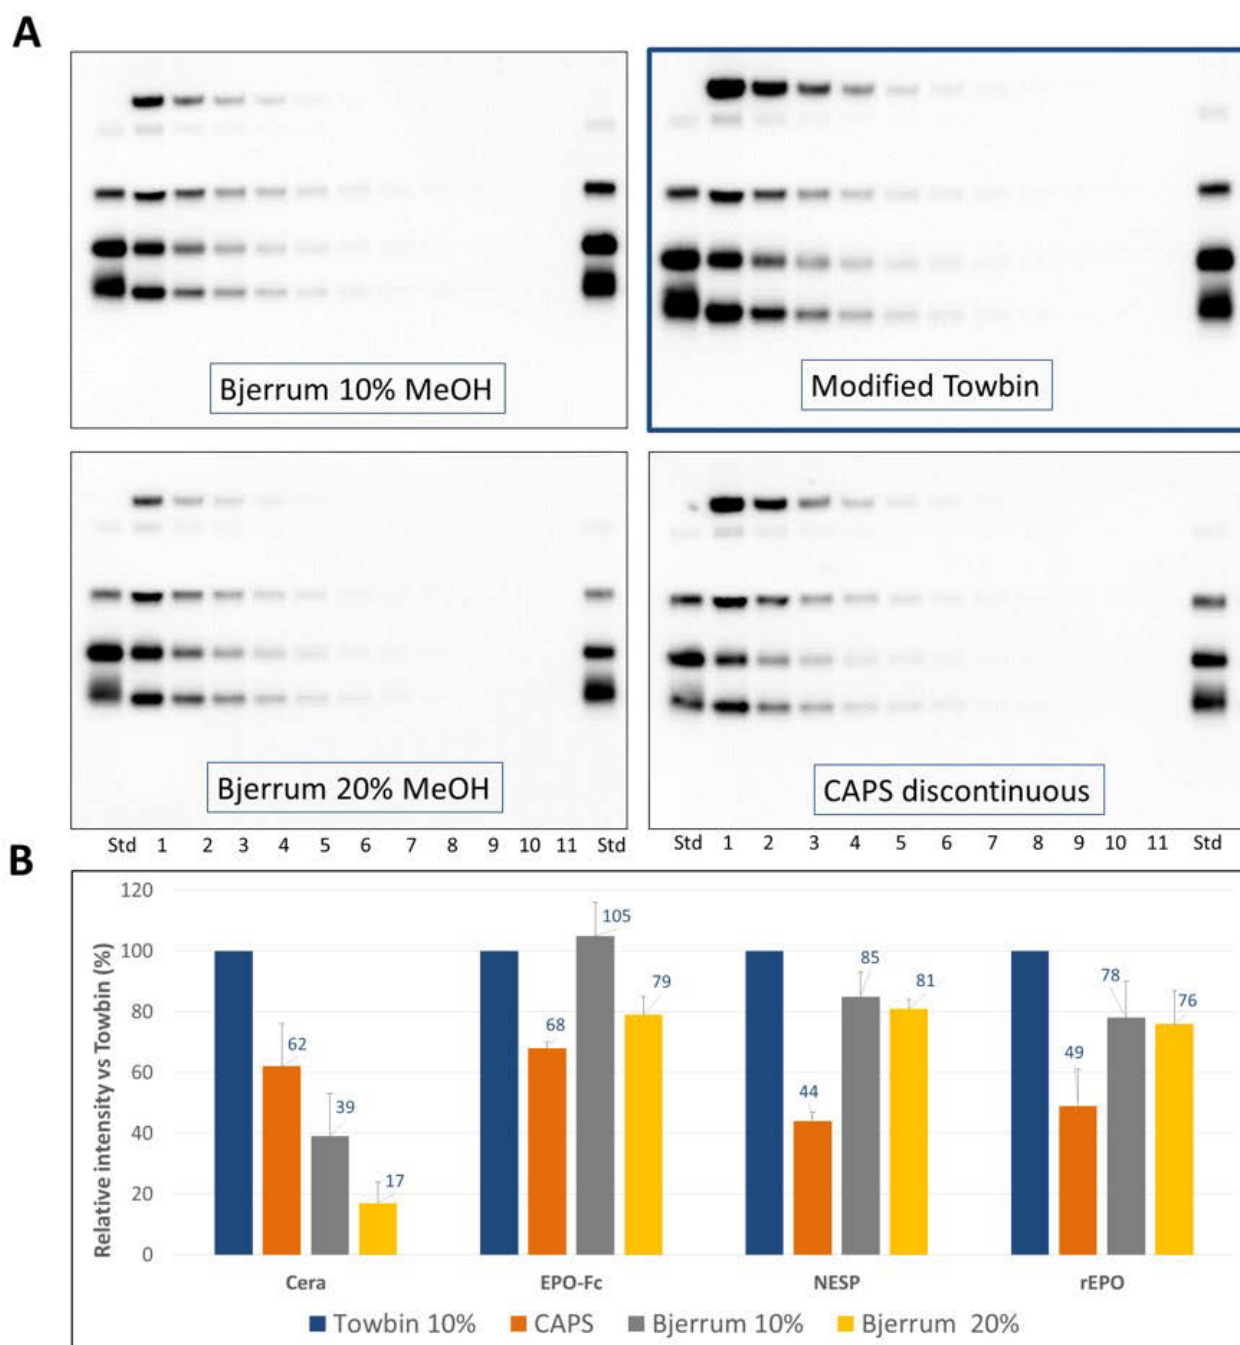 A
Bjerrum 10% MeOH
Modified Towbin
Bjerrum 20% MeOH
CAPS discontinuous
Std 1 2 3 4 5 6 7 8 9 10 11 Std
Std 1 2 3 4 5 6 7 8 9 10 11 Std
B
Relative intensity vs Towbin (%)
120
100
80
60
40
20
0
62
39
17
68
105
79
44
85
81
49
78
76
Cera
EPO-Fc
NESP
rEPO
Towbin 10%
CAPS
Bjerrum 10%
Bjerrum 20%